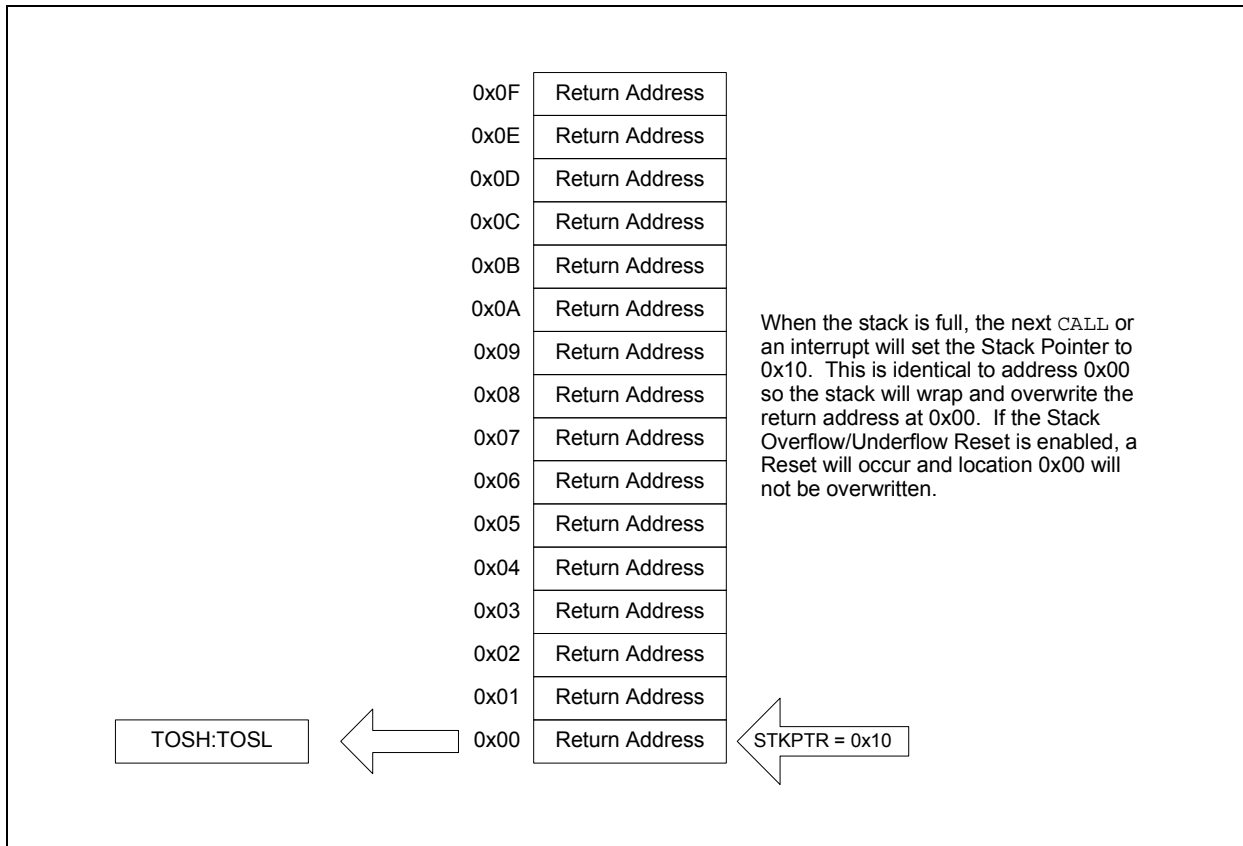 0x0F Return Address
0x0E Return Address
0x0D Return Address
0x0C Return Address
0x0B Return Address
0x0A Return Address
0x09 Return Address
0x08 Return Address
0x07 Return Address
0x06 Return Address
0x05 Return Address
0x04 Return Address
0x03 Return Address
0x02 Return Address
0x01 Return Address
TOSH:TOSL 0x00 Return Address STKPTR = 0x10
When the stack is full, the next CALL or
an interrupt will set the Stack Pointer to
0x10. This is identical to address 0x00
so the stack will wrap and overwrite the
return address at 0x00. If the Stack
Overflow/Underflow Reset is enabled, a
Reset will occur and location 0x00 will
not be overwritten.